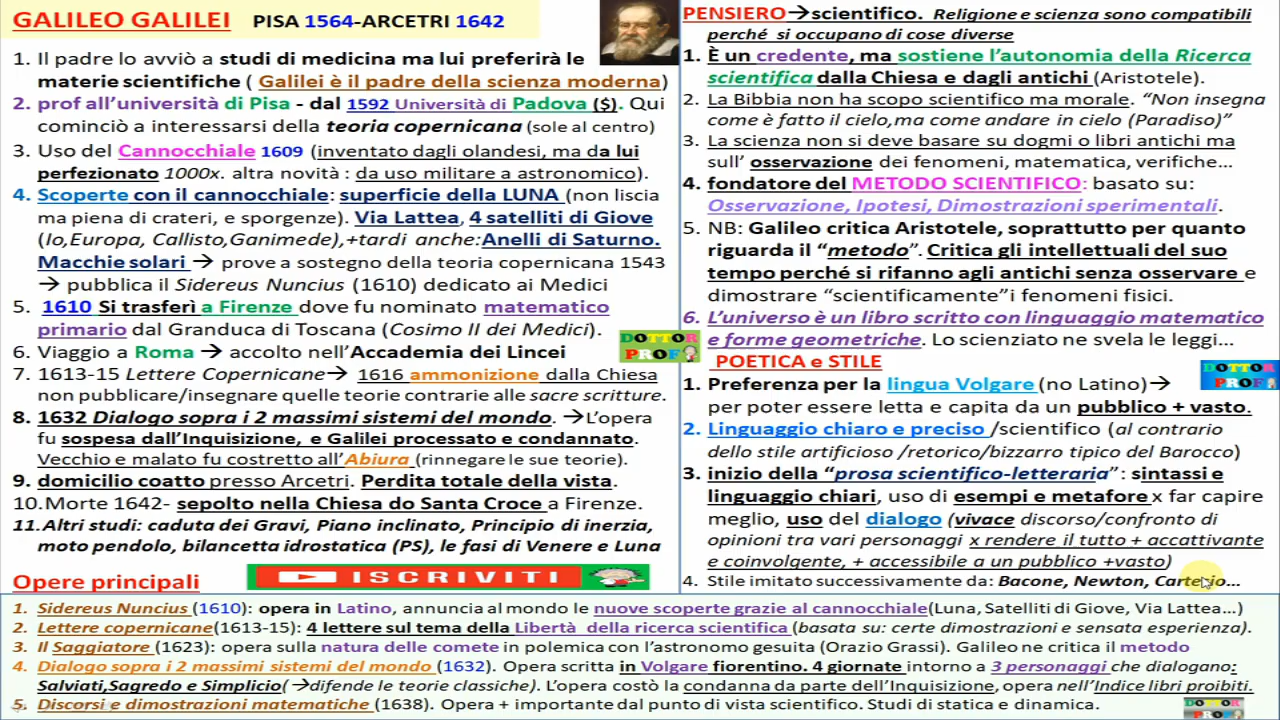 GALILEO GALILEI PISA 1564-ARCETRI 1642
1. Il padre lo avviò a studi di medicina ma lui preferirà le
materie scientifiche ( Galilei è il padre della scienza moderna)
2. prof all'università di Pisa - dal 1592 Università di Padova ($). Qui
cominciò a interessarsi della teoria copernicana (sole al centro)
3. Uso del Cannocchiale 1609 (inventato dagli olandesi, ma da lui
perfezionato 1000x. altra novità : da uso militare a astronomico).
4. Scoperte con il cannocchiale: superficie della LUNA (non liscia
ma piena di crateri, e sporgenze). Via Lattea, 4 satelliti di Giove
(Io,Europa, Callisto,Ganimede),+tardi anche:Anelli di Saturno.
Macchie solari → prove a sostegno della teoria copernicana 1543
→ pubblica il Sidereus Nuncius (1610) dedicato ai Medici
5. 1610 Si trasferì a Firenze dove fu nominato matematico
primario dal Granduca di Toscana (Cosimo II dei Medici).
6. Viaggio a Roma → accolto nell'Accademia dei Lincei
7. 1613-15 Lettere Copernicane→ 1616 ammonizione dalla Chiesa
non pubblicare/insegnare quelle teorie contrarie alle sacre scritture.
8. 1632 Dialogo sopra i 2 massimi sistemi del mondo. →L'opera
fu sospesa dall'Inquisizione, e Galilei processato e condannato.
Vecchio e malato fu costretto all'Abiura (rinnegare le sue teorie).
9. domicilio coatto presso Arcetri. Perdita totale della vista.
10.Morte 1642- sepolto nella Chiesa do Santa Croce a Firenze.
11.Altri studi: caduta dei Gravi, Piano inclinato, Principio di inerzia,
moto pendolo, bilancetta idrostatica (PS), le fasi di Venere e Luna
DOTTOR
PROF
PENSIERO→scientifico. Religione e scienza sono compatibili
perché si occupano di cose diverse
1. È un credente, ma sostiene l'autonomia della Ricerca
scientifica dalla Chiesa e dagli antichi (Aristotele).
2. La Bibbia non ha scopo scientifico ma morale. "Non insegna
come è fatto il cielo,ma come andare in cielo (Paradiso)"
3. La scienza non si deve basare su dogmi o libri antichi ma
sull' osservazione dei fenomeni, matematica, verifiche...
4. fondatore del METODO SCIENTIFICO: basato su:
Osservazione, Ipotesi, Dimostrazioni sperimentali.
5. NB: Galileo critica Aristotele, soprattutto per quanto
riguarda il "metodo". Critica gli intellettuali del suo
tempo perché si rifanno agli antichi senza osservare e
dimostrare "scientificamente"i fenomeni fisici.
6. L'universo è un libro scritto con linguaggio matematico
e forme geometriche. Lo scienziato ne svela le leggi...
POETICA e STILE
1. Preferenza per la lingua Volgare (no Latino)→
per poter essere letta e capita da un pubblico + vasto.
DOTTOR
PROF
2. Linguaggio chiaro e preciso /scientifico (al contrario
dello stile artificioso /retorico/bizzarro tipico del Barocco)
3. inizio della "prosa scientifico-letteraria": sintassi e
linguaggio chiari, uso di esempi e metafore x far capire
meglio, uso del dialogo (vivace discorso/confronto di
opinioni tra vari personaggi x rendere il tutto + accattivante
e coinvolgente, + accessibile a un pubblico +vasto)
4. Stile imitato successivamente da: Bacone, Newton, Cartesio...
Opere principali
ISCRIVITI
1. Sidereus Nuncius (1610): opera in Latino, annuncia al mondo le nuove scoperte grazie al cannocchiale(Luna, Satelliti di Giove, Via Lattea...)
2. Lettere copernicane(1613-15): 4 lettere sul tema della Libertà della ricerca scientifica (basata su: certe dimostrazioni e sensata esperienza).
3. Il Saggiatore (1623): opera sulla natura delle comete in polemica con l'astronomo gesuita (Orazio Grassi). Galileo ne critica il metodo
4. Dialogo sopra i 2 massimi sistemi del mondo (1632). Opera scritta in Volgare fiorentino. 4 giornate intorno a 3 personaggi che dialogano:
Salviati,Sagredo e Simplicio( →difende le teorie classiche). L'opera costò la condanna da parte dell'Inquisizione, opera nell'Indice libri proibiti.
5. Discorsi e dimostrazioni matematiche (1638). Opera + importante dal punto di vista scientifico. Studi di statica e dinamica.
DOTTOR
PROF